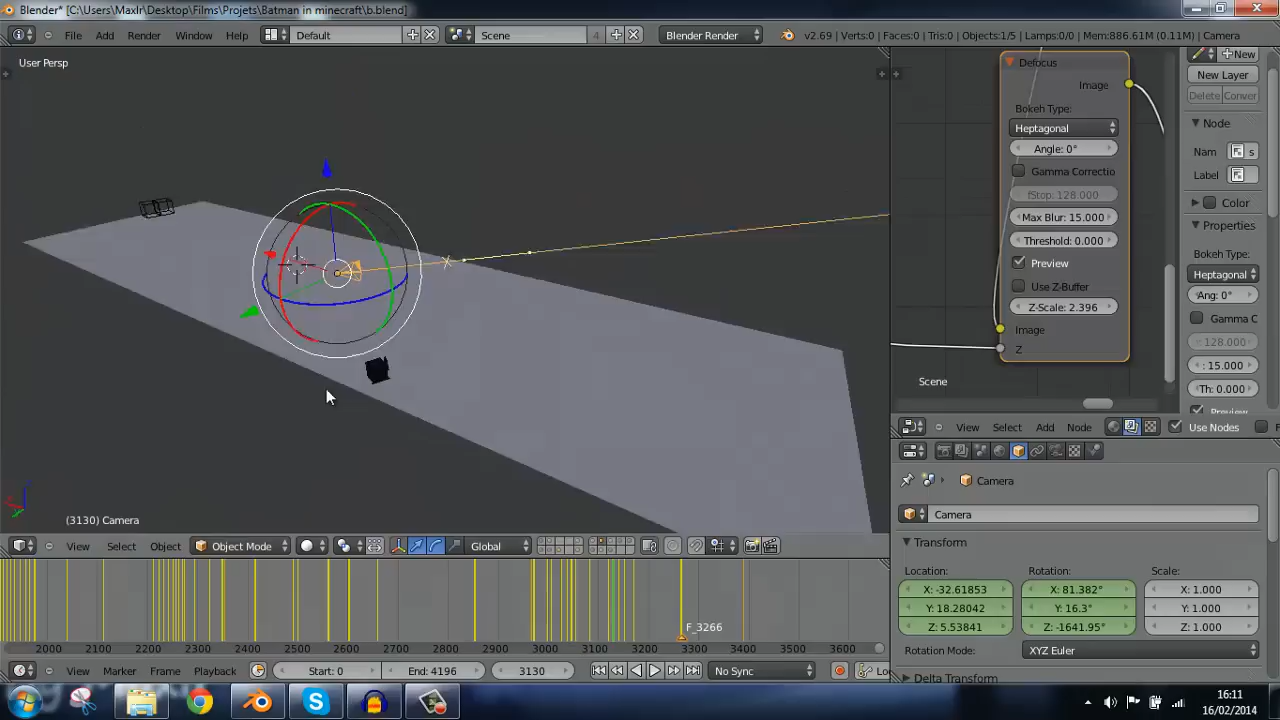 Blender* [C:\Users\MaxIr\Desktop\Films\Projets\Batman in minecraft\b.blend]
File Add Render Window Help Default Scene 4 Blender Render v2.69 | Verts:0 | Faces:0 | Tris:0 | Objects:1/5 | Lamps:0/0 | Mem:886.61M (0.11M) | Camera
User Persp
(3130) Camera
View Select Object Object Mode Global
2000 2100 2200 2300 2400 2500 2600 2700 2800 2900 3000 3100 3200 3300 3400 3500 3600
F_3266
View Marker Frame Playback Start: 0 End: 4196 3130 No Sync Lo
Defocus
Image
Bokeh Type:
Heptagonal
Angle: 0°
Gamma Correctio
fStop: 128.000
Max Blur: 15.000
Threshold: 0.000
Preview
Use Z-Buffer
Z-Scale: 2.396
Image
Z
Scene
New
New Layer
Delete Conver
Node
Nam s
Label
Color
Properties
Bokeh Type:
Heptagonal
Ang: 0°
Gamma C
: 128.000
: 15.000
Th: 0.000
Preview
View Select Add Node Use Nodes F
Camera
Camera
Transform
Location: Rotation: Scale:
X: -32.61853 X: 81.382° X: 1.000
Y: 18.28042 Y: 16.3° Y: 1.000
Z: 5.53841 Z: -1641.95° Z: 1.000
Rotation Mode: XYZ Euler
Delta Transform
16:11
16/02/2014